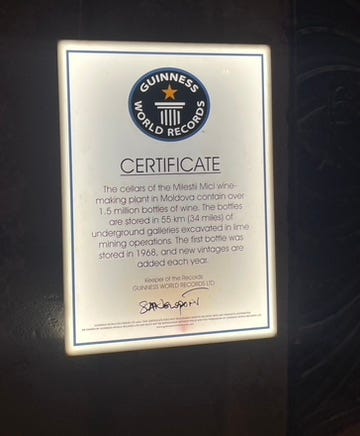 GUINNESS
WORLD RECORDS
CERTIFICATE
The cellars of the Milestii Mici wine-
making plant in Moldova contain over
1.5 million bottles of wine. The bottles
are stored in 55 km (34 miles) of
underground galleries excavated in lime
mining operations. The first bottle was
stored in 1968, and new vintages are
added each year.
Keeper of the Records
GUINNESS WORLD RECORDS LTD